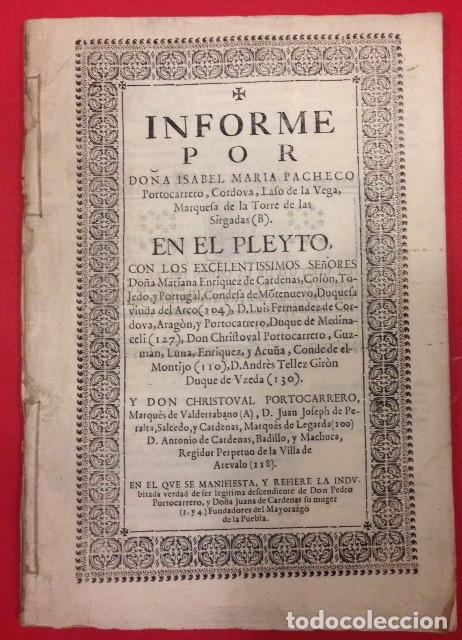 ✠
INFORME
POR
DOÑA ISABEL MARIA PACHECO
Portocarrero, Cordova, Laso de la Vega,
Marquesa de la Torre de las
Sirgadas (B).
EN EL PLEYTO,
CON LOS EXCELENTISSIMOS SEñORES
Doña Mariana Enriquez de Cardenas, Colòn, To-
ledo, y Portugàl, Condesa de Mõtenuevo, Duquesa
viuda del Arco (104), D. Luis Fernandez de Cor-
dova, Aragòn, y Portocarrero, Duque de Medina-
celi (127), Don Christoval Portocarrero, Guz-
man, Luna, Enriquez, y Acuña, Conde de el
Montijo (110), D. Andrès Tellez Giròn
Duque de Vzeda (130).
Y DON CHRISTOVAL PORTOCARRERO,
Marquès de Valderrabano (A), D. Juan Joseph de Pe-
ralta, Salcedo, y Cardenas, Marquès de Legarda (100)
D. Antonio de Cardenas, Badillo, y Machuca,
Regidor Perpetuo de la Villa de
Arevalo (118).
EN EL QVE SE MANIFIESTA, Y REFIERE LA INDV-
bitada verdad de ser legitima descendiente de Don Pedro
Portocarrero, y Doña Juana de Cardenas su muger
(3. y 4.) Fundadores del Mayorazgo
de la Puebla.
todocoleccion